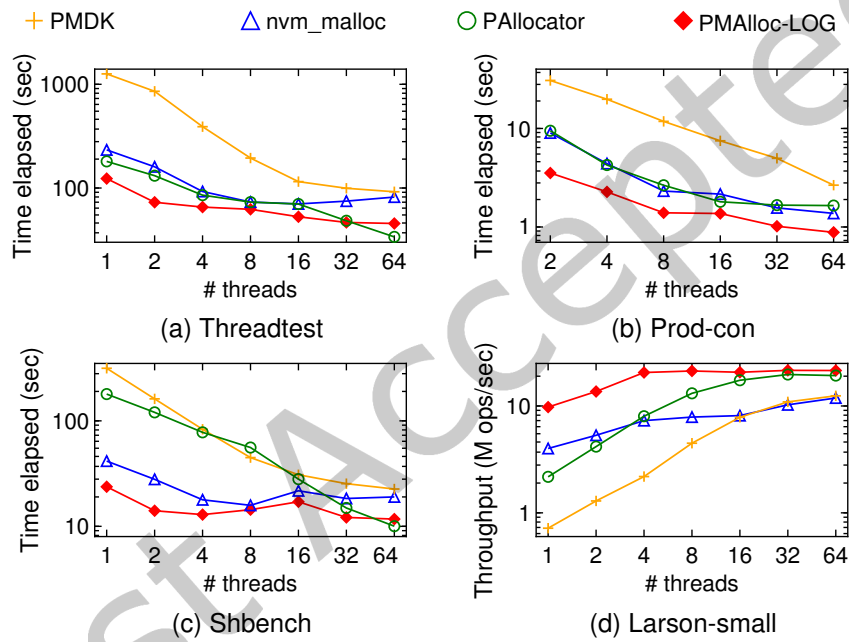 PMDK nvm_malloc PAllocator PMAlloc-LOG
Time elapsed (sec)
1000
100
1 2 4 8 16 32 64
# threads
(a) Threadtest
Time elapsed (sec)
10
1
2 4 8 16 32 64
# threads
(b) Prod-con
Time elapsed (sec)
100
10
1 2 4 8 16 32 64
# threads
(c) Shbench
Throughput (M ops/sec)
10
1
1 2 4 8 16 32 64
# threads
(d) Larson-small
st Accepte